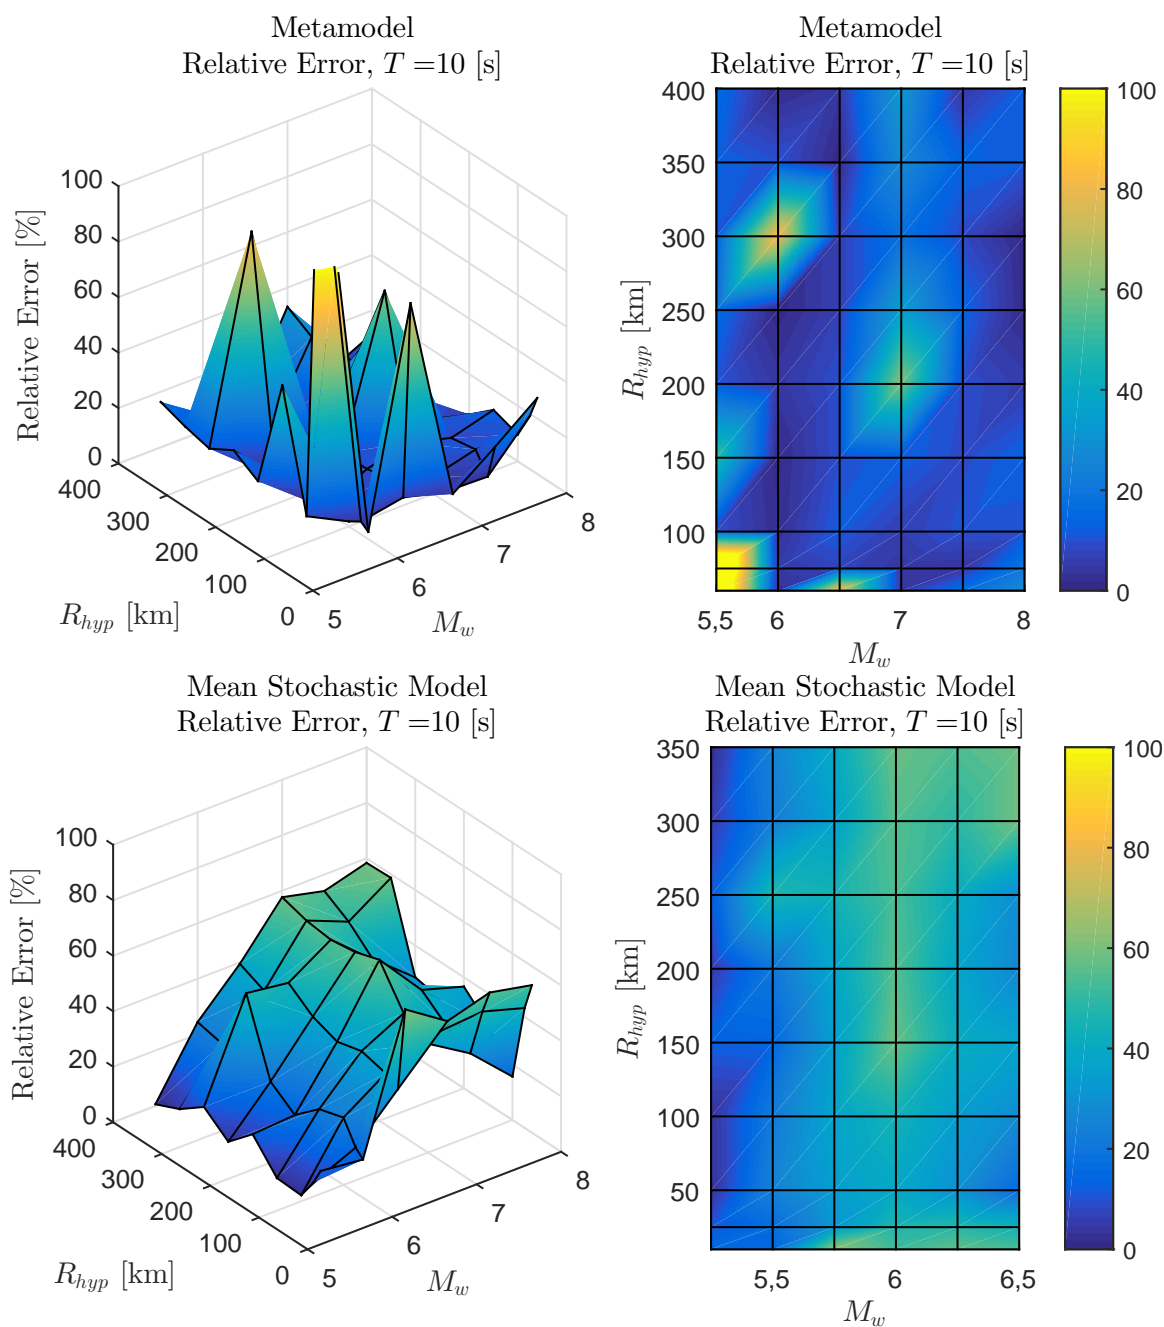 Metamodel
Relative Error, T =10 [s]
Relative Error [%]
100
80
60
40
20
0
400
300
200
100
0
5
6
7
8
R_hyp [km]
M_w
Metamodel
Relative Error, T =10 [s]
R_hyp [km]
400
350
300
250
200
150
100
5,5 6 7 8
M_w
100
80
60
40
20
0
Mean Stochastic Model
Relative Error, T =10 [s]
Relative Error [%]
100
80
60
40
20
0
400
300
200
100
0
5
6
7
8
R_hyp [km]
M_w
Mean Stochastic Model
Relative Error, T =10 [s]
R_hyp [km]
350
300
250
200
150
100
50
5,5 6 6,5
M_w
100
80
60
40
20
0